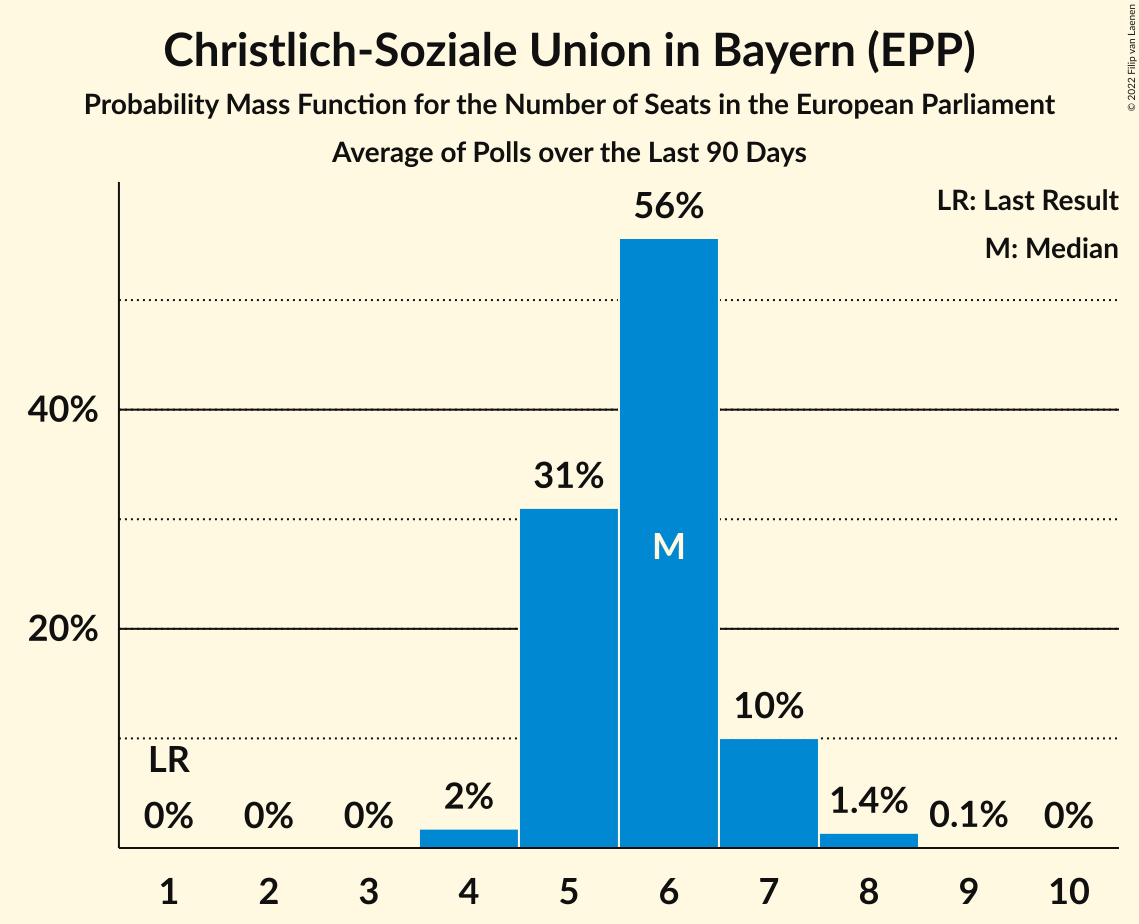 Christlich-Soziale Union in Bayern (EPP)
Probability Mass Function for the Number of Seats in the European Parliament
Average of Polls over the Last 90 Days
© 2022 Filip van Laenen
LR: Last Result
M: Median
56%
40%
31%
M
20%
10%
LR
0%
0%
0%
2%
1.4%
0.1%
0%
1 2 3 4 5 6 7 8 9 10